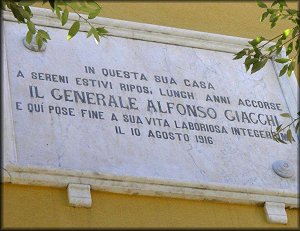 IN QUESTA SUA CASA
A SERENI ESTIVI RIPOSI, LUNGHI ANNI ACCORSE
IL GENERALE ALFONSO GIACCHI
E QUÍ POSE FINE A SUA VITA LABORIOSA INTEGERRIMA
IL 10 AGOSTO 1916